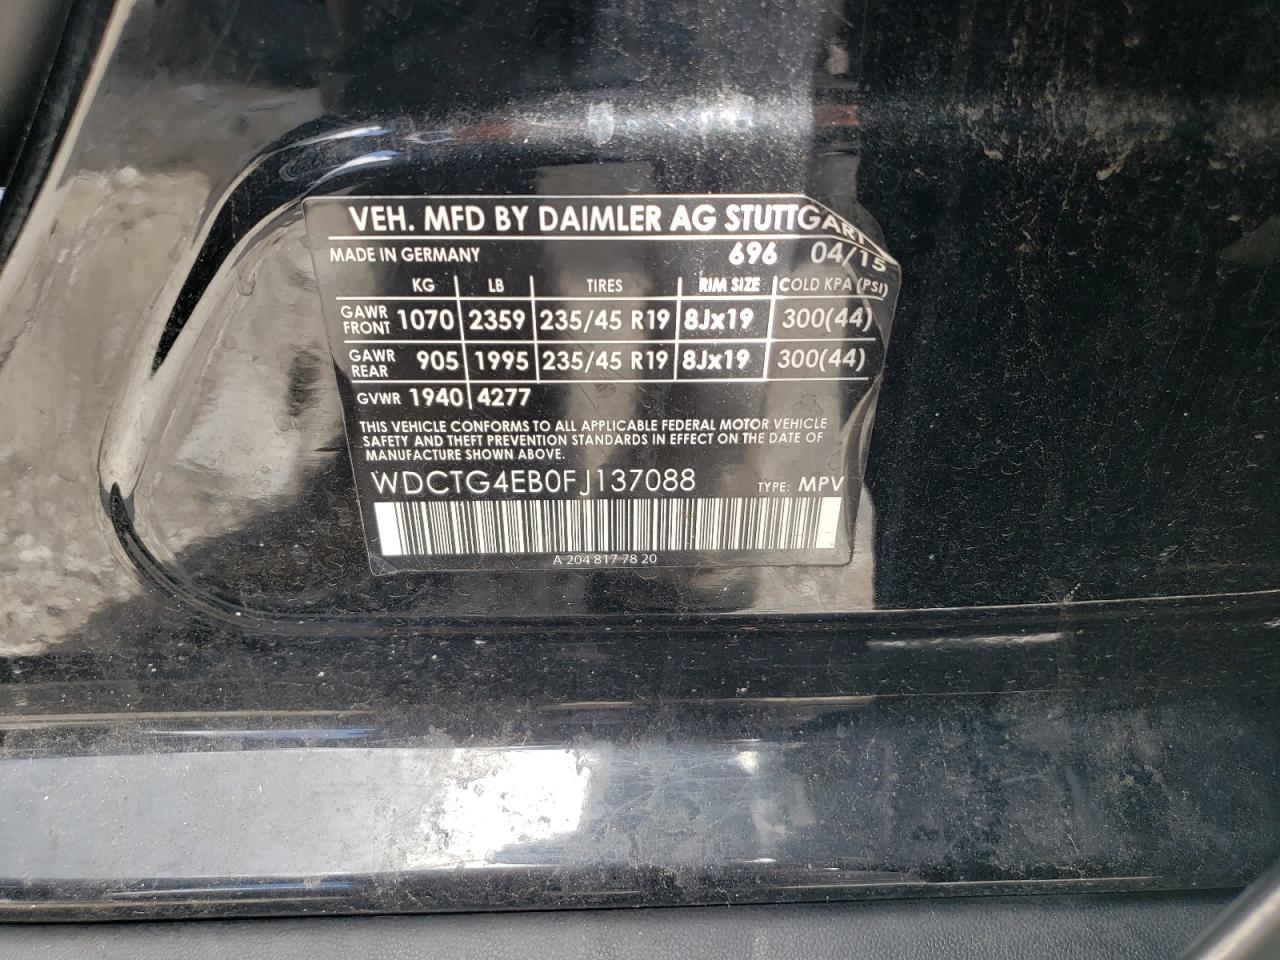 VEH. MFD BY DAIMLER AG STUTTGART
MADE IN GERMANY 696 04/15
KG LB TIRES RIM SIZE COLD KPA (PSI)
GAWR FRONT 1070 2359 235/45 R19 8Jx19 300(44)
GAWR REAR 905 1995 235/45 R19 8Jx19 300(44)
GVWR 1940 4277
THIS VEHICLE CONFORMS TO ALL APPLICABLE FEDERAL MOTOR VEHICLE
SAFETY AND THEFT PREVENTION STANDARDS IN EFFECT ON THE DATE OF
MANUFACTURE SHOWN ABOVE.
WDCTG4EB0FJ137088 TYPE: MPV
A 204 817 78 20